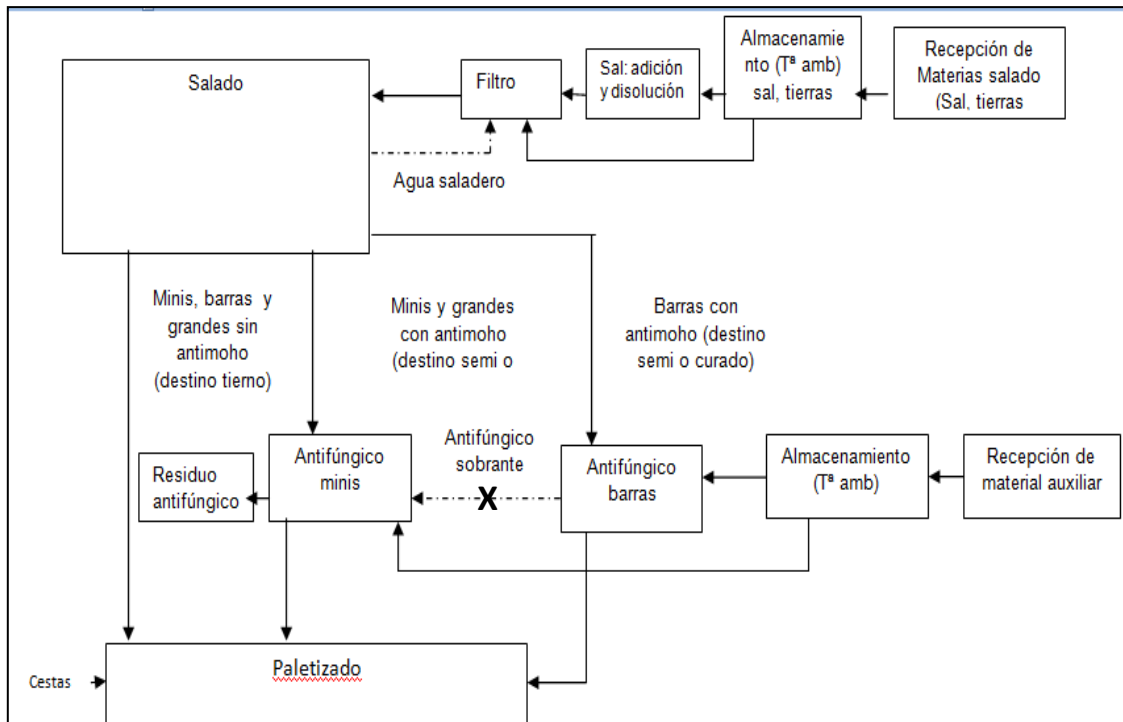 Salado
Filtro
Sal: adición
y disolución
Almacenamie
nto (Tª amb)
sal, tierras
Recepción de
Materias salado
(Sal, tierras
Agua saladero
Minis, barras y
grandes sin
antimoho
(destino tierno)
Minis y grandes
con antimoho
(destino semi o
Barras con
antimoho (destino
semi o curado)
Residuo
antifúngico
Antifúngico
minis
Antifúngico
sobrante
X
Antifúngico
barras
Almacenamiento
(Tª amb)
Recepción de
material auxiliar
Cestas
Paletizado